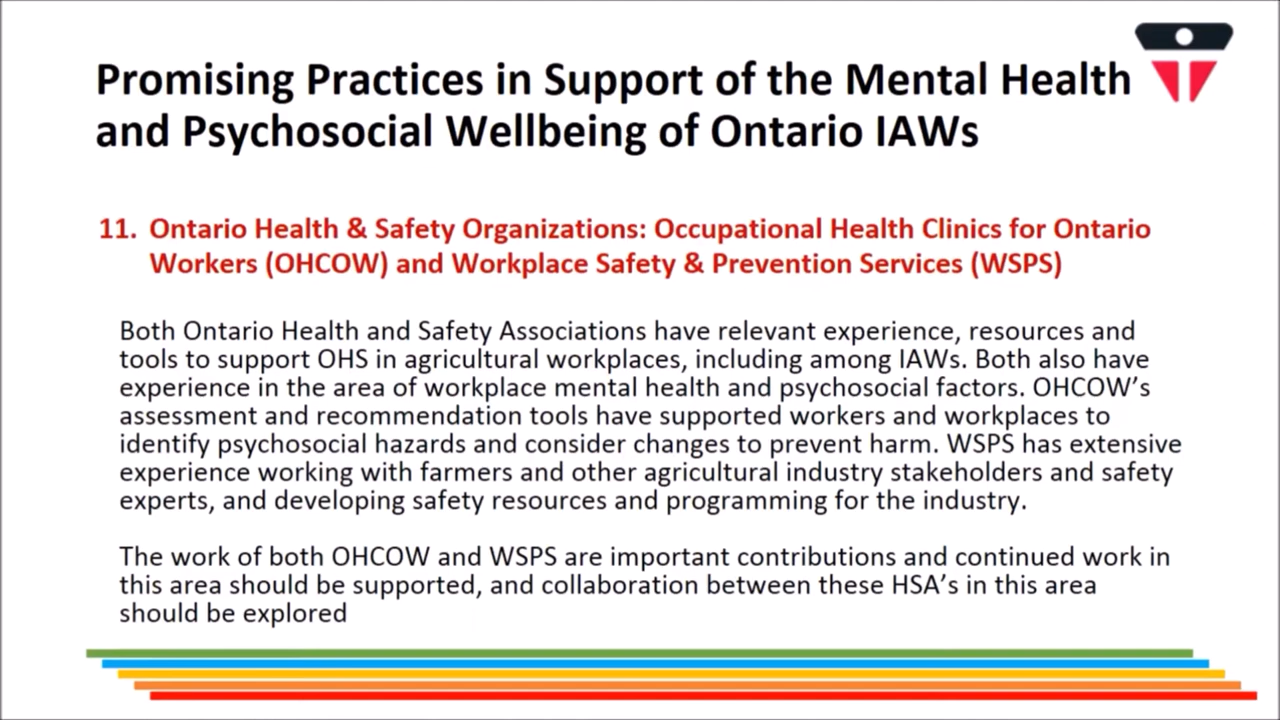 Promising Practices in Support of the Mental Health
and Psychosocial Wellbeing of Ontario IAWs
11. Ontario Health & Safety Organizations: Occupational Health Clinics for Ontario
Workers (OHCOW) and Workplace Safety & Prevention Services (WSPS)
Both Ontario Health and Safety Associations have relevant experience, resources and
tools to support OHS in agricultural workplaces, including among IAWs. Both also have
experience in the area of workplace mental health and psychosocial factors. OHCOW’s
assessment and recommendation tools have supported workers and workplaces to
identify psychosocial hazards and consider changes to prevent harm. WSPS has extensive
experience working with farmers and other agricultural industry stakeholders and safety
experts, and developing safety resources and programming for the industry.
The work of both OHCOW and WSPS are important contributions and continued work in
this area should be supported, and collaboration between these HSA’s in this area
should be explored